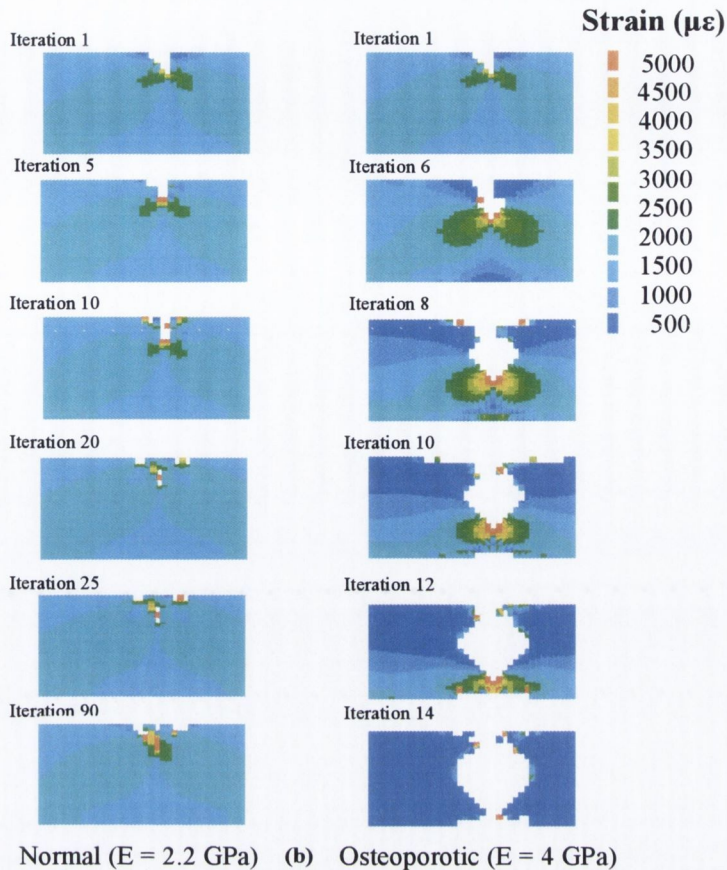 Strain (με)
5000
4500
4000
3500
3000
2500
2000
1500
1000
500
Iteration 1
Iteration 5
Iteration 10
Iteration 20
Iteration 25
Iteration 90
Normal (E = 2.2 GPa)
(b)
Iteration 1
Iteration 6
Iteration 8
Iteration 10
Iteration 12
Iteration 14
Osteoporotic (E = 4 GPa)